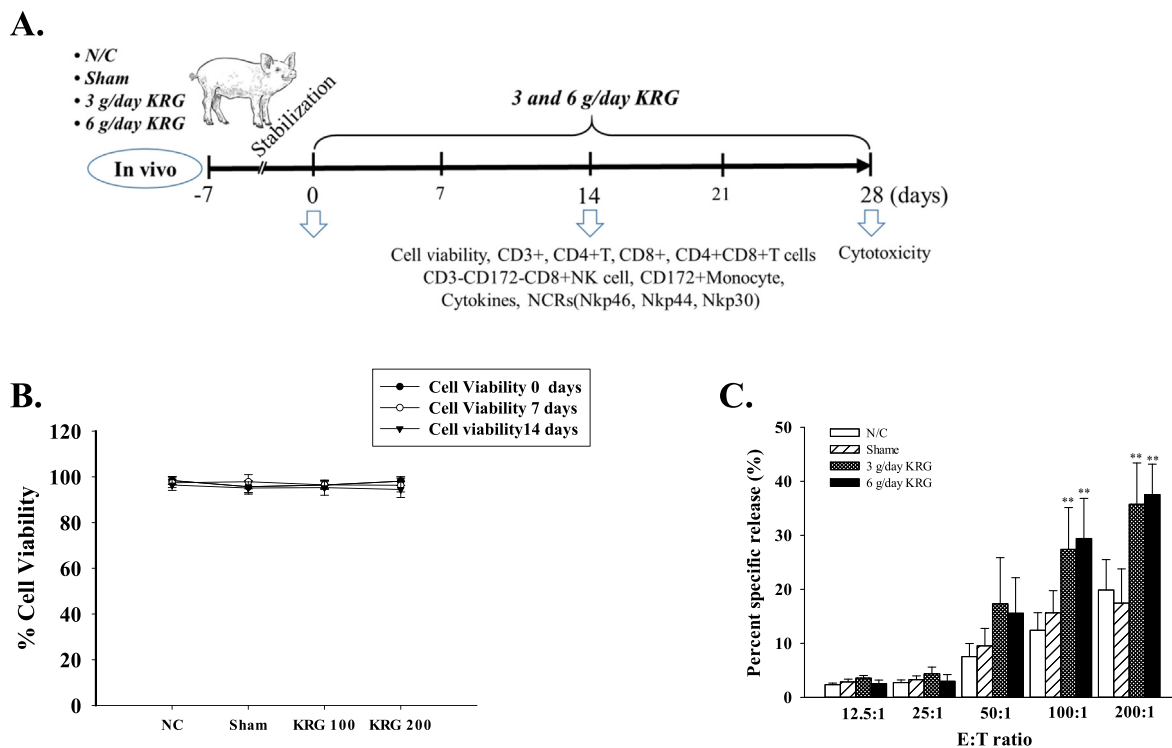 A.
• N/C
• Sham
• 3 g/day KRG
• 6 g/day KRG
Stabilization
3 and 6 g/day KRG
In vivo
-7
0
7
14
21
28 (days)
Cell viability, CD3+, CD4+T, CD8+, CD4+CD8+T cells
CD3-CD172-CD8+NK cell, CD172+Monocyte,
Cytokines, NCRs(Nkp46, Nkp44, Nkp30)
Cytotoxicity
B.
Cell Viability 0 days
Cell Viability 7 days
Cell viability14 days
% Cell Viability
120
100
80
60
40
20
0
NC
Sham
KRG 100
KRG 200
C.
N/C
Shame
3 g/day KRG
6 g/day KRG
Percent specific release (%)
50
40
30
20
10
0
** **
** **
12.5:1
25:1
50:1
100:1
200:1
E:T ratio